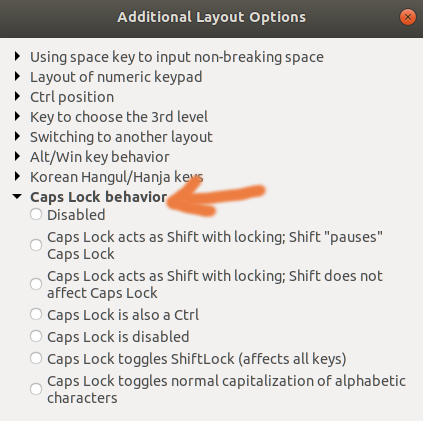 Additional Layout Options
Using space key to input non-breaking space
Layout of numeric keypad
Ctrl position
Key to choose the 3rd level
Switching to another layout
Alt/Win key behavior
Korean Hangul/Hanja keys
Caps Lock behavior
Disabled
Caps Lock acts as Shift with locking; Shift "pauses"
Caps Lock
Caps Lock acts as Shift with locking; Shift does not
affect Caps Lock
Caps Lock is also a Ctrl
Caps Lock is disabled
Caps Lock toggles ShiftLock (affects all keys)
Caps Lock toggles normal capitalization of alphabetic
characters